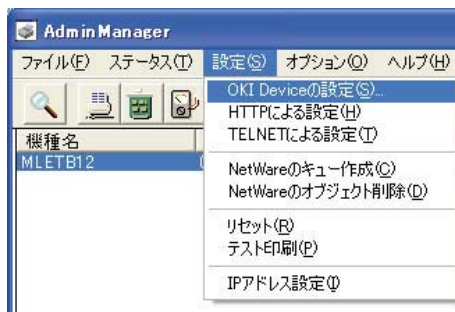 AdminManager
ファイル(F) ステータス(T) 設定(S) オプション(O) ヘルプ(H)
OKI Deviceの設定(S)...
HTTPによる設定(H)
TELNETによる設定(T)
機種名
MLETB12
NetWareのキュー作成(C)
NetWareのオブジェクト削除(D)
リセット(R)
テスト印刷(P)
IPアドレス設定(I)